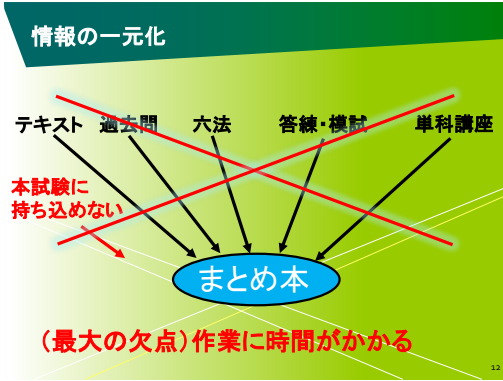 情報の一元化
テキスト 過去問 六法 答練・模試 単科講座
本試験に
持ち込めない
まとめ本
（最大の欠点）作業に時間がかかる
12